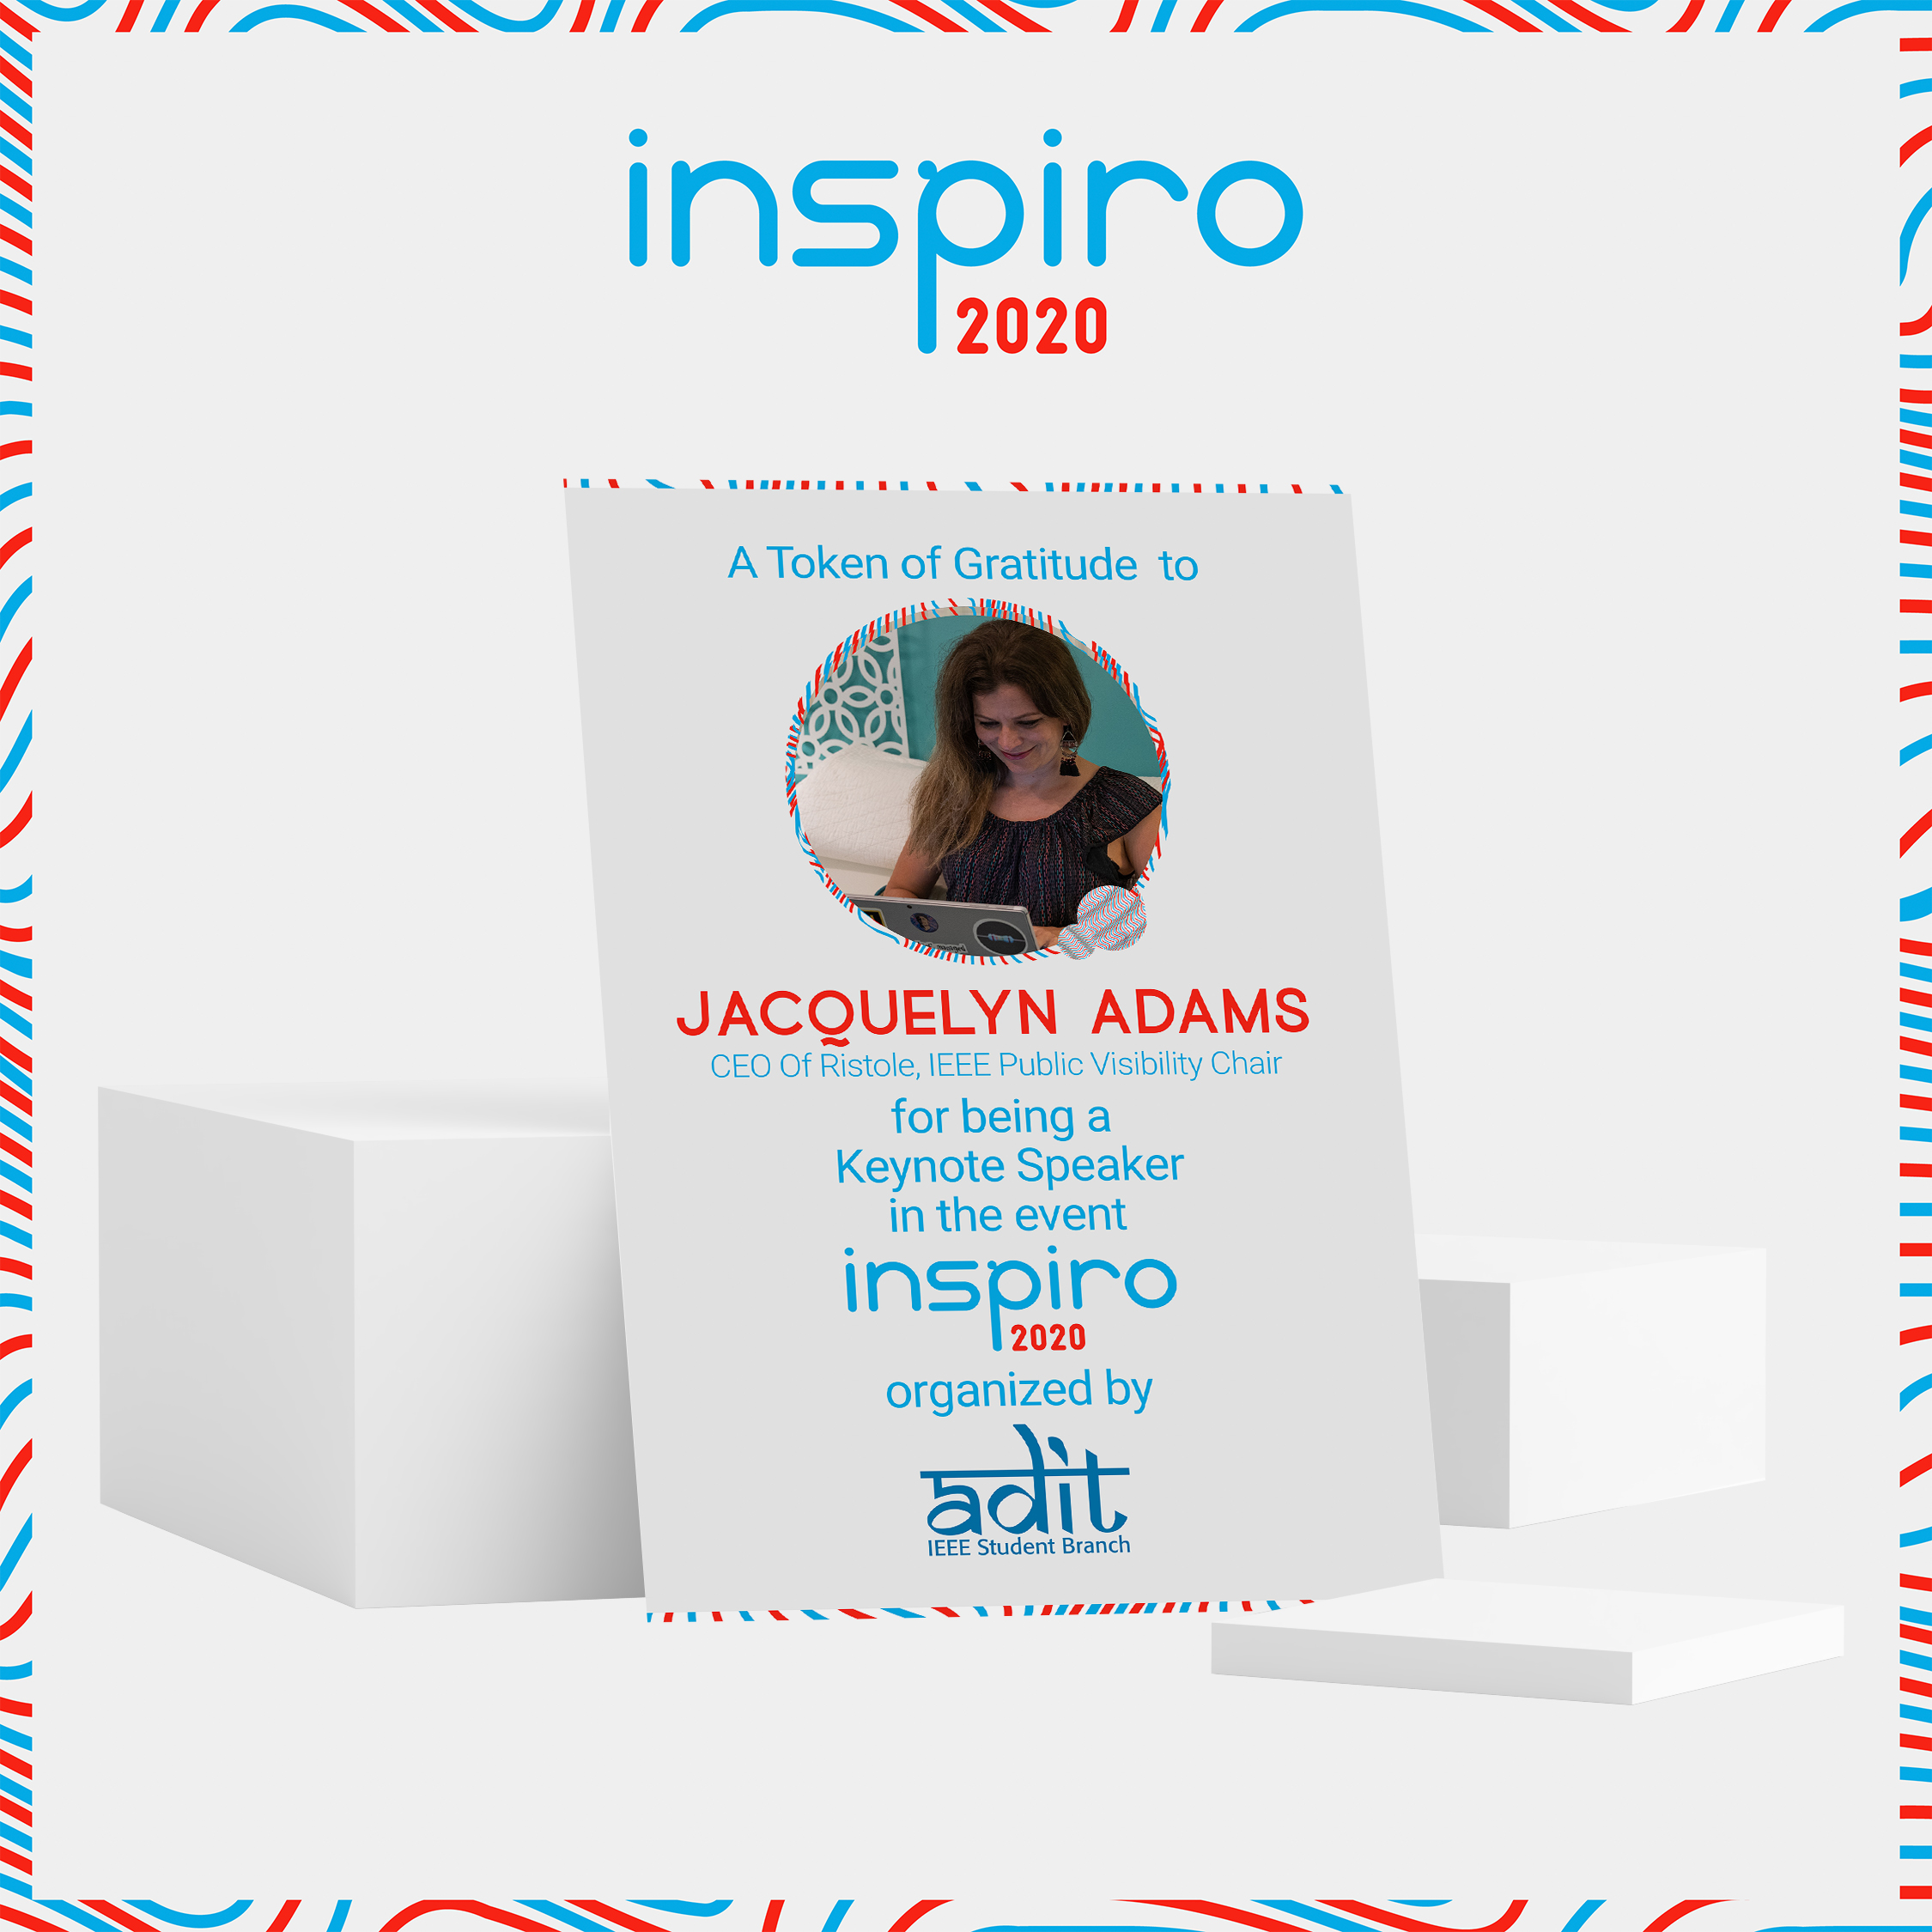 inspiro
2020
A Token of Gratitude to
JACQUELYN ADAMS
CEO Of Ristole, IEEE Public Visibility Chair
for being a
Keynote Speaker
in the event
inspiro
2020
organized by
adit
IEEE Student Branch